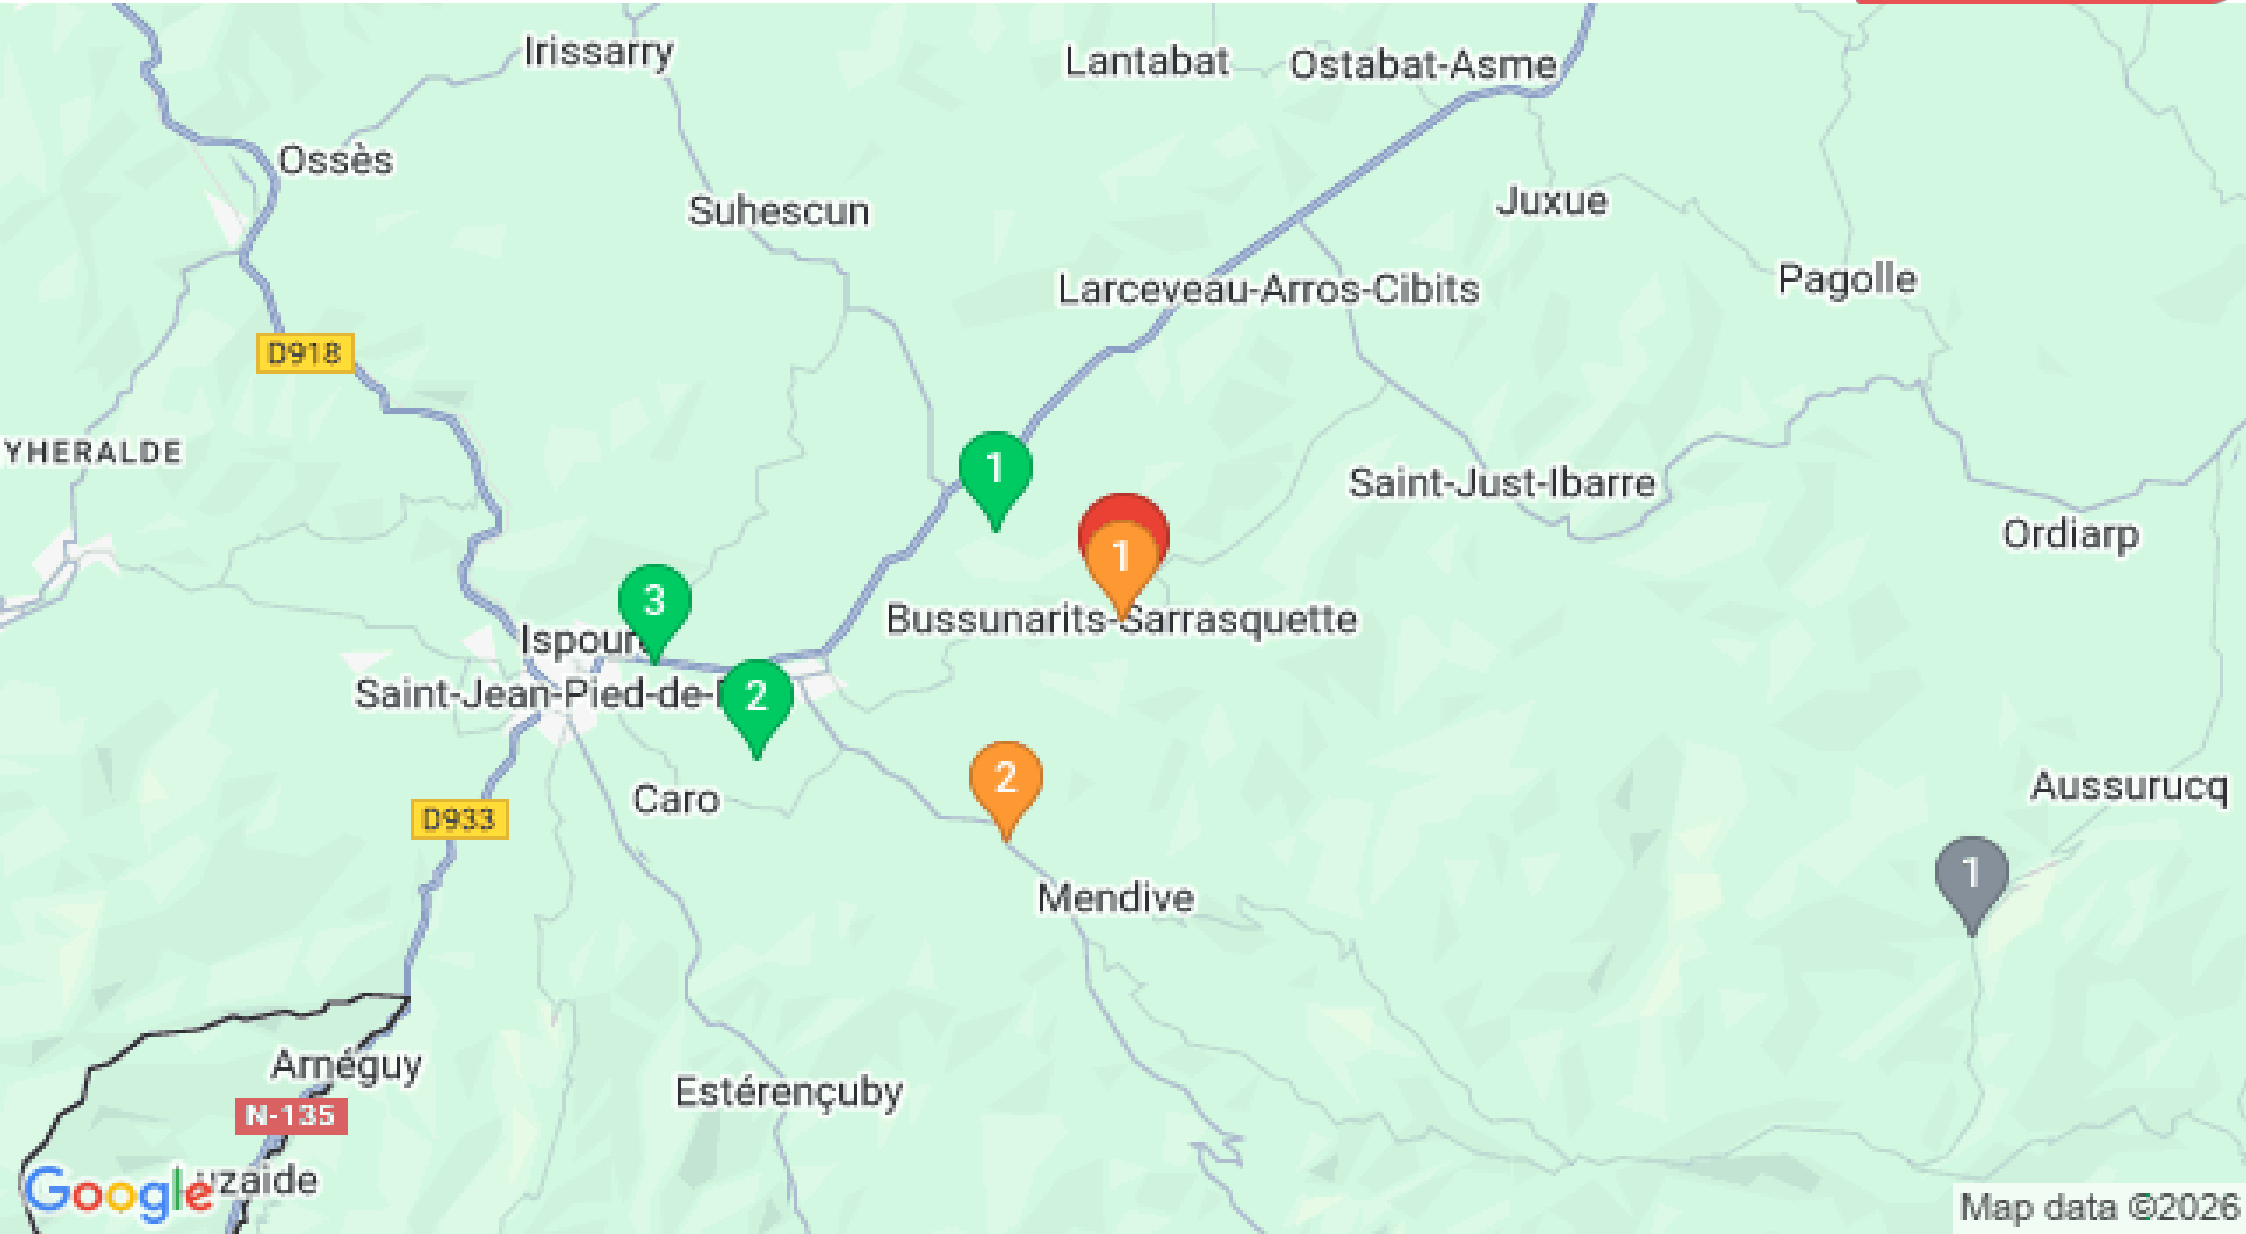 Irissarry
Lantabat
Ostabat-Asme
Ossès
Suhescun
Juxue
Pagolle
Larceveau-Arros-Cibits
D918
YHERALDE
1
Saint-Just-Ibarre
Ordiarp
1
3
Bussunarits-Sarrasquette
Ispour
Saint-Jean-Pied-de-
2
2
Caro
D933
Aussurucq
1
Mendive
Arnéguy
Estérençuby
N-135
Google
yzaide
Map data ©2026